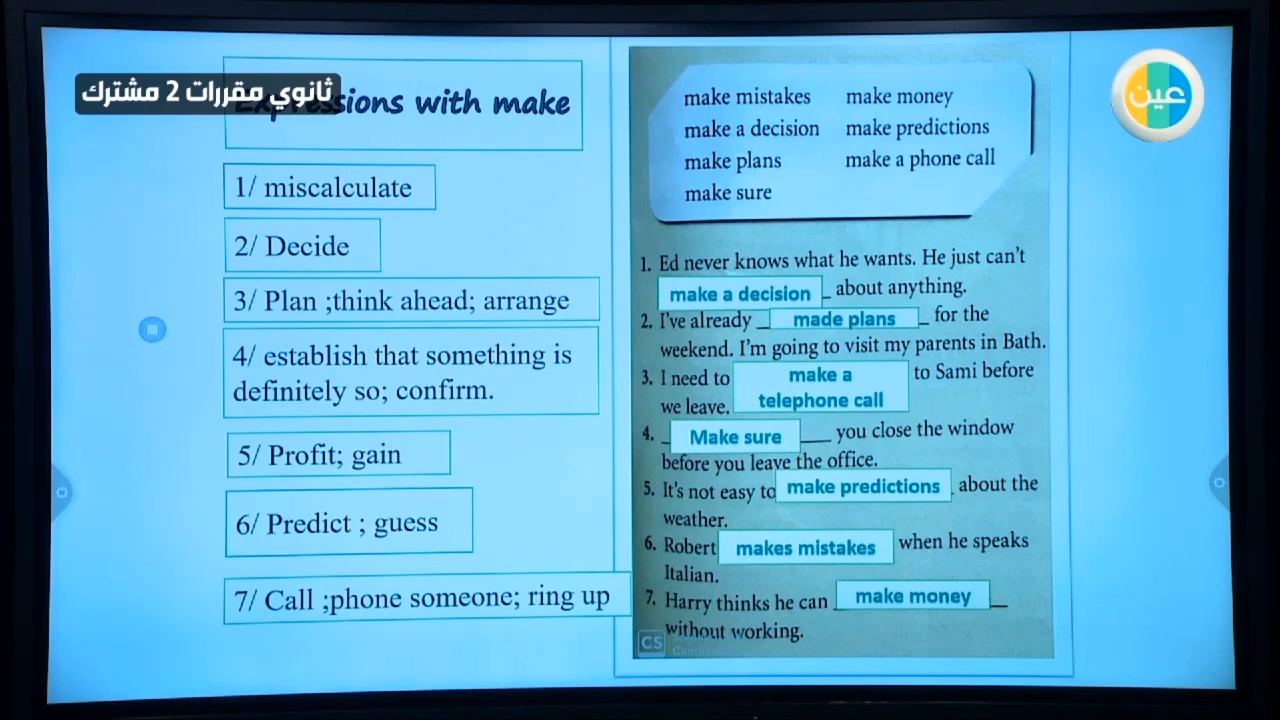 ثانوي مقررات 2 مشترك
Expressions with make
1/ miscalculate
2/ Decide
3/ Plan ;think ahead; arrange
4/ establish that something is
definitely so; confirm.
5/ Profit; gain
6/ Predict ; guess
7/ Call ;phone someone; ring up
عين
make mistakes make money
make a decision make predictions
make plans make a phone call
make sure
1. Ed never knows what he wants. He just can't
make a decision _ about anything.
2. I've already _ made plans _ for the
weekend. I'm going to visit my parents in Bath.
3. I need to make a to Sami before
we leave. telephone call
4. _ Make sure ___ you close the window
before you leave the office.
5. It's not easy to make predictions about the
weather.
6. Robert makes mistakes when he speaks
Italian.
7. Harry thinks he can _ make money __
without working.
CS